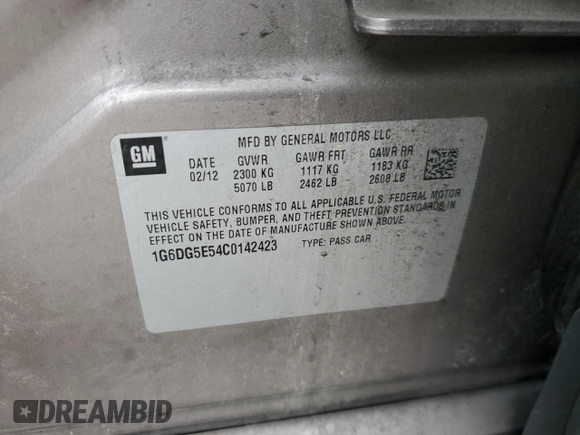 GM
MFD BY GENERAL MOTORS LLC
DATE GVWR GAWR FRT GAWR RR
02/12 2300 KG 1117 KG 1183 KG
5070 LB 2462 LB 2608 LB
THIS VEHICLE CONFORMS TO ALL APPLICABLE U.S. FEDERAL MOTOR
VEHICLE SAFETY, BUMPER, AND THEFT PREVENTION STANDARDS IN
EFFECT ON THE DATE OF MANUFACTURE SHOWN ABOVE.
1G6DG5E54C0142423 TYPE: PASS CAR
DREAMBID